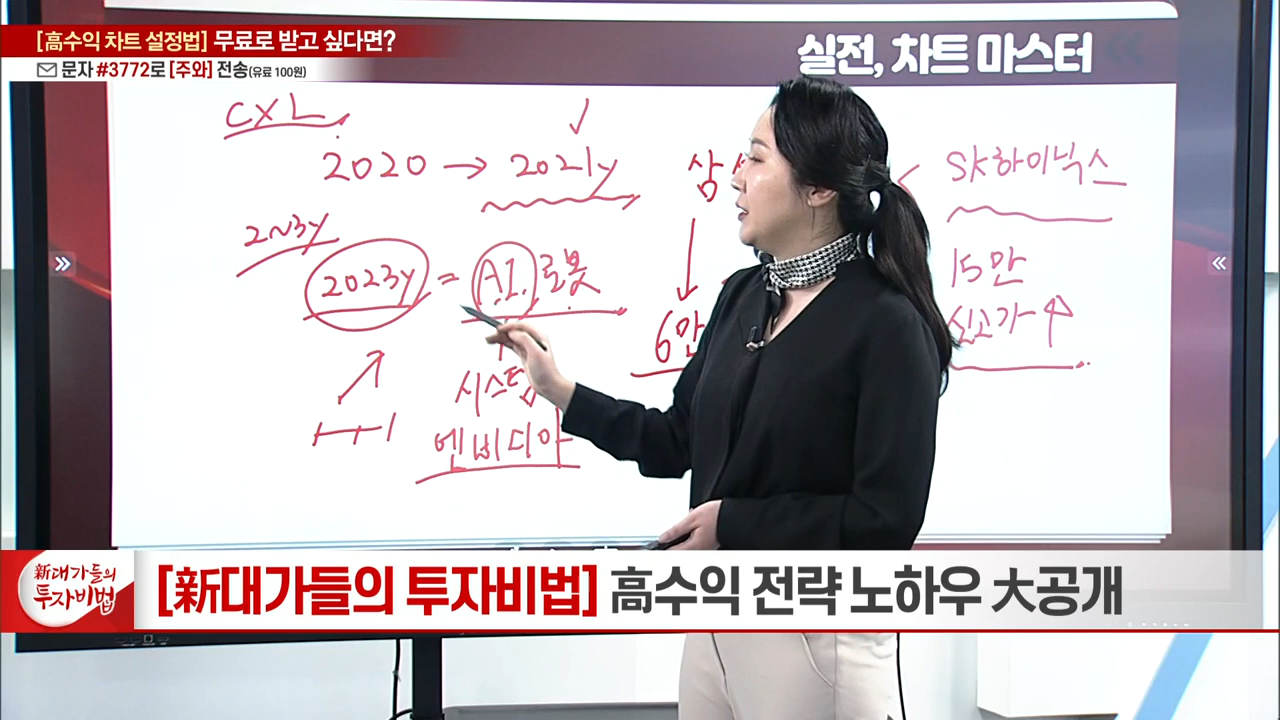 [高수익 차트 설정법] 무료로 받고 싶다면?
문자 #3772로 [주와] 전송(유료 100원)
실전, 차트 마스터
CXL
2020 → 2021y
삼
SK하이닉스
2~3y
2023y = A.I. 로봇
15만
신고가
6만
시스템
엔비디아
新대가들의
투자비법
[新대가들의 투자비법] 高수익 전략 노하우 大공개